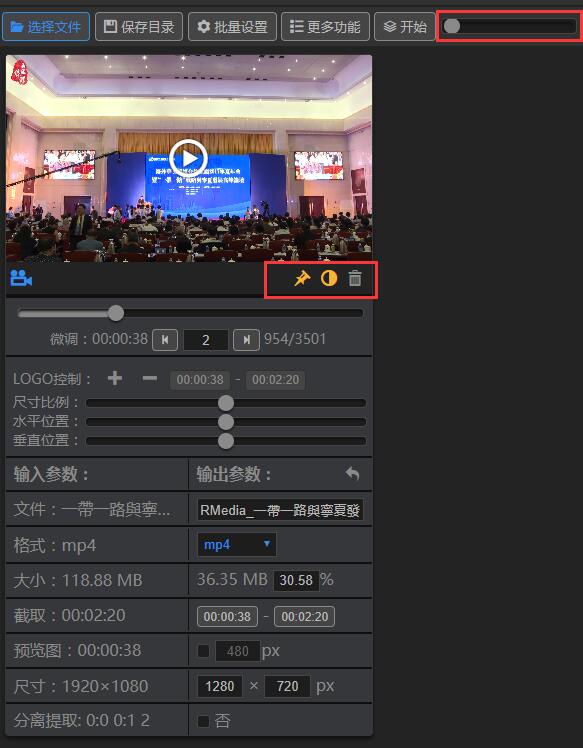 选择文件 保存目录 批量设置 更多功能 开始
微调：00:00:38 2 954/3501
LOGO控制： 00:00:38 - 00:02:20
尺寸比例：
水平位置：
垂直位置：
输入参数： 输出参数：
文件：一帶一路與寧... RMedia_一帶一路與寧夏發
格式：mp4 mp4
大小：118.88 MB 36.35 MB 30.58 %
截取：00:02:20 00:00:38 - 00:02:20
预览图：00:00:38 480 px
尺寸：1920×1080 1280 × 720 px
分离提取: 0:0 0:1 2 否